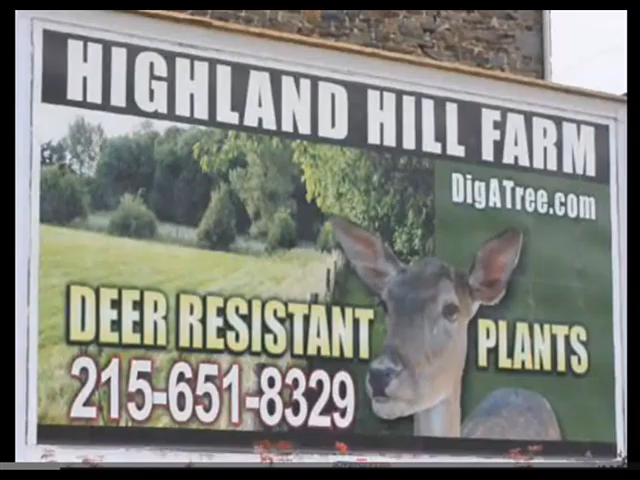 HIGHLAND HILL FARM
DigATree.com
DEER RESISTANT PLANTS
215-651-8329